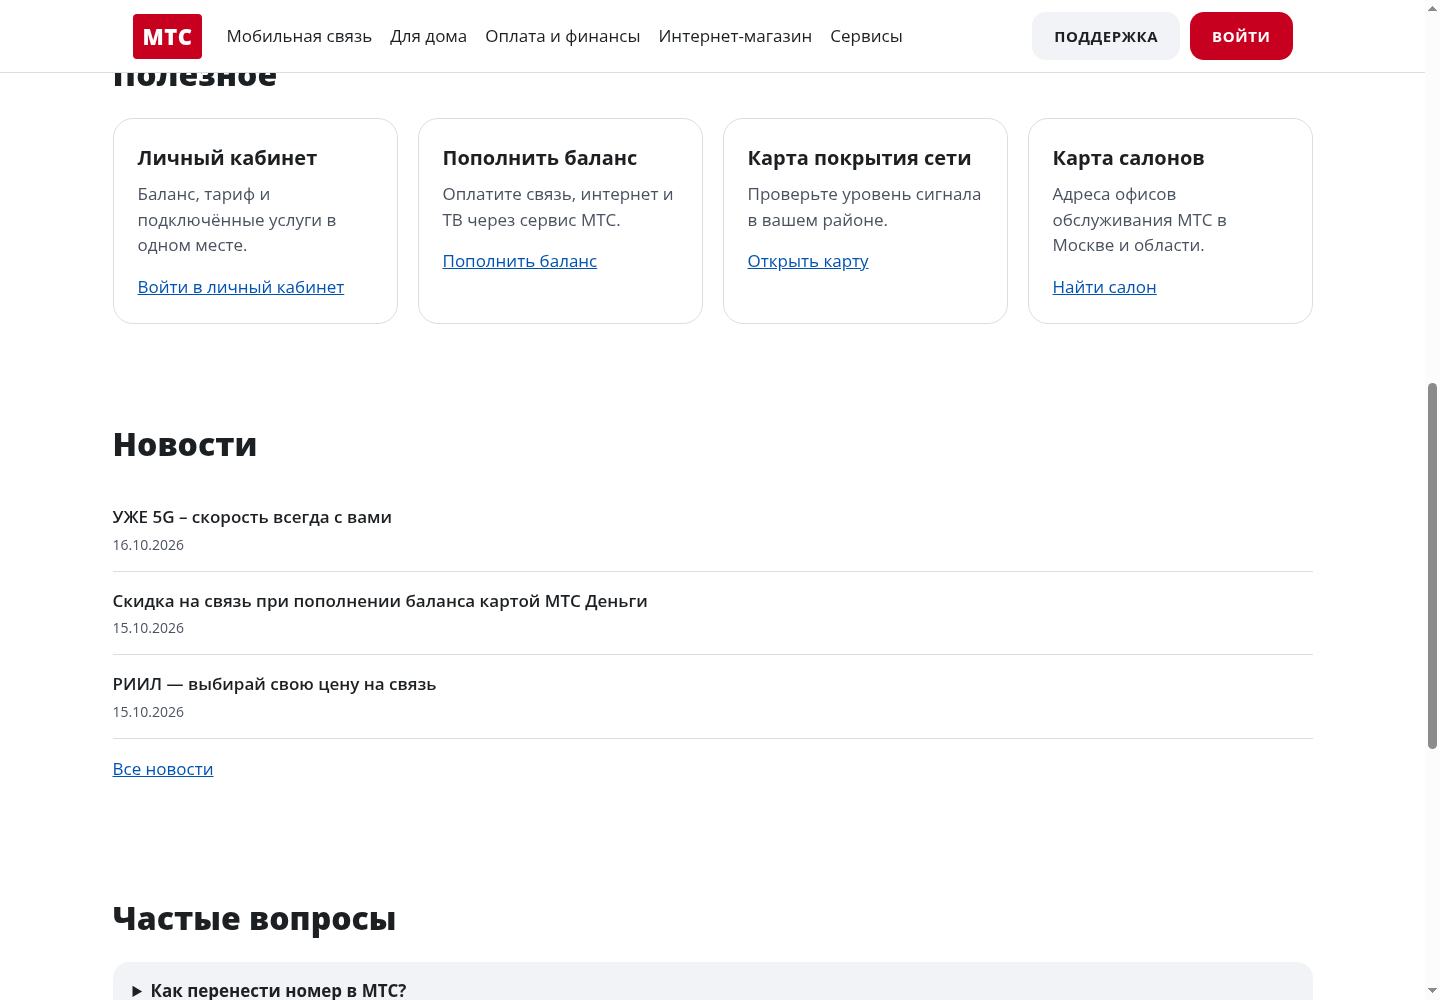 МТС
Мобильная связь Для дома Оплата и финансы Интернет-магазин Сервисы
ПОДДЕРЖКА
ВОЙТИ
Полезное
Личный кабинет
Баланс, тариф и
подключённые услуги в
одном месте.
Войти в личный кабинет
Пополнить баланс
Оплатите связь, интернет и
ТВ через сервис МТС.
Пополнить баланс
Карта покрытия сети
Проверьте уровень сигнала
в вашем районе.
Открыть карту
Карта салонов
Адреса офисов
обслуживания МТС в
Москве и области.
Найти салон
Новости
УЖЕ 5G – скорость всегда с вами
16.10.2026
Скидка на связь при пополнении баланса картой МТС Деньги
15.10.2026
РИИЛ — выбирай свою цену на связь
15.10.2026
Все новости
Частые вопросы
Как перенести номер в МТС?